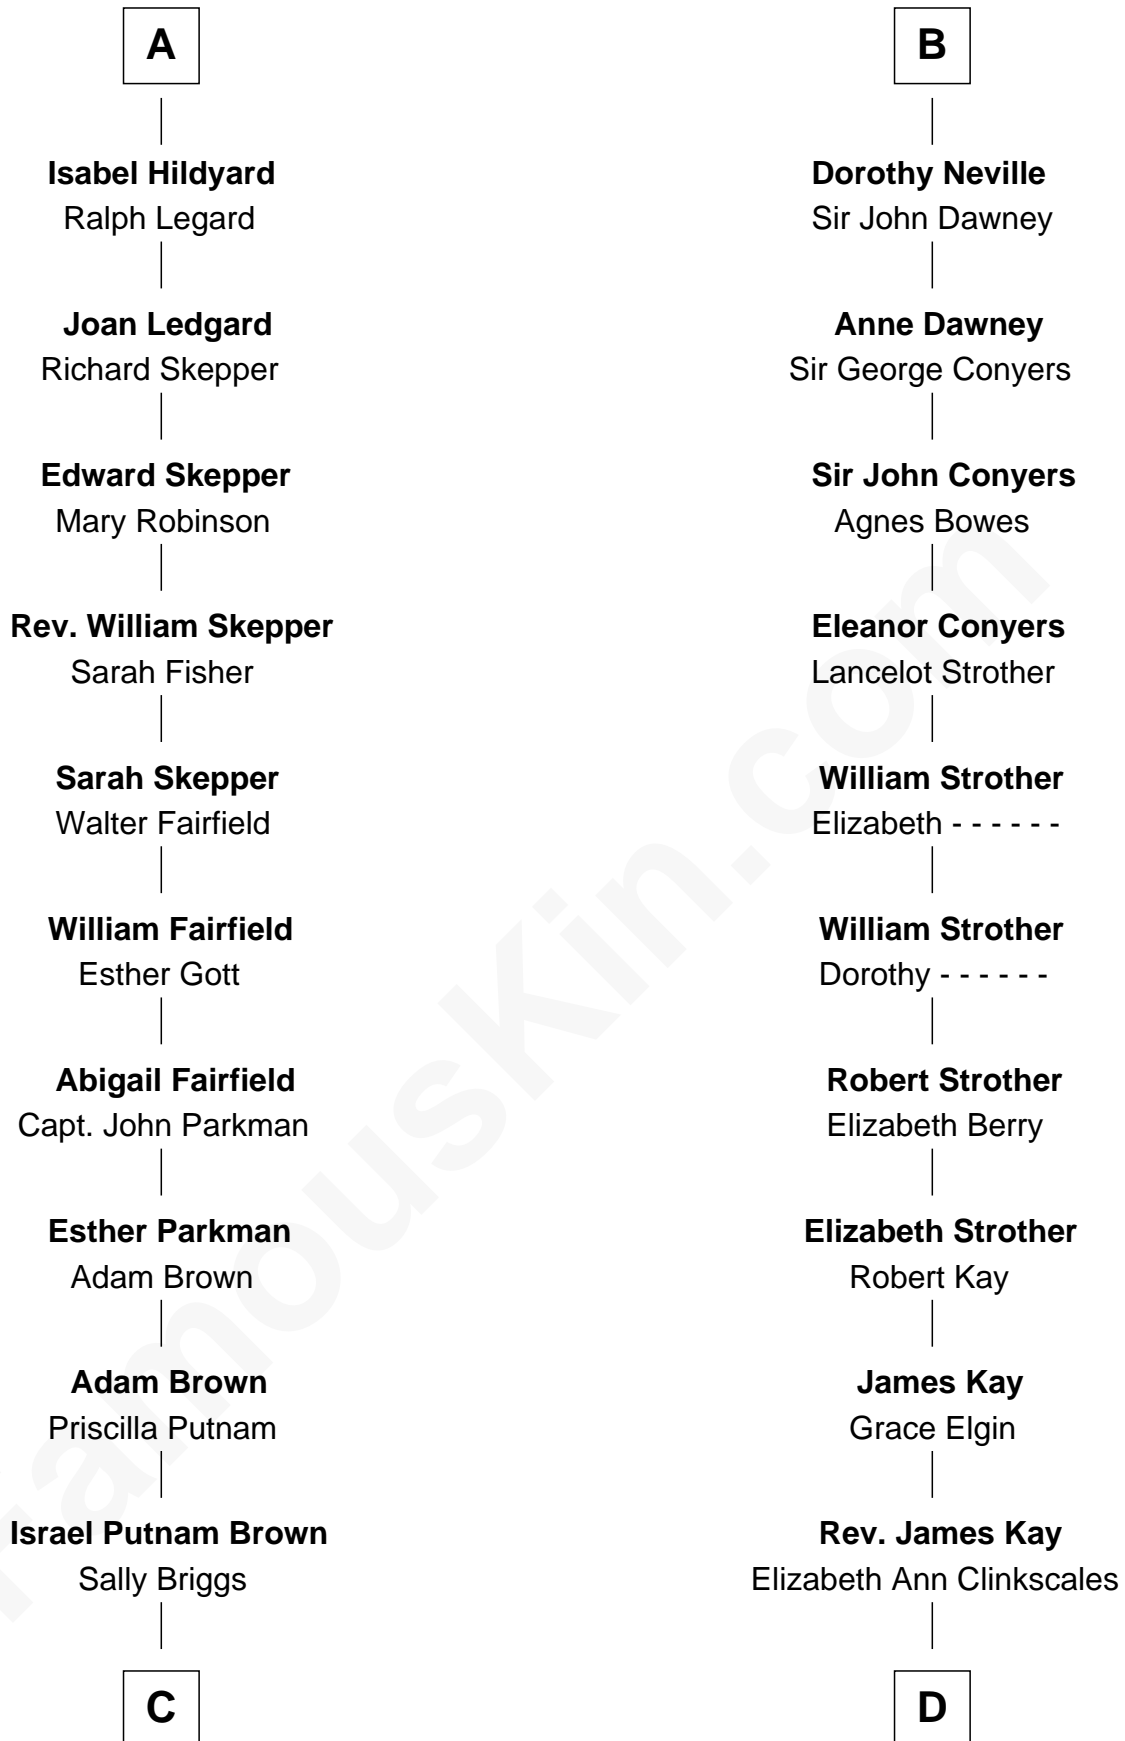 A
Isabel Hildyard
Ralph Legard
Joan Ledgard
Richard Skepper
Edward Skepper
Mary Robinson
Rev. William Skepper
Sarah Fisher
Sarah Skepper
Walter Fairfield
William Fairfield
Esther Gott
Abigail Fairfield
Capt. John Parkman
Esther Parkman
Adam Brown
Adam Brown
Priscilla Putnam
Israel Putnam Brown
Sally Briggs
C
B
Dorothy Neville
Sir John Dawney
Anne Dawney
Sir George Conyers
Sir John Conyers
Agnes Bowes
Eleanor Conyers
Lancelot Strother
William Strother
Elizabeth - - - - - -
William Strother
Dorothy - - - - - -
Robert Strother
Elizabeth Berry
Elizabeth Strother
Robert Kay
James Kay
Grace Elgin
Rev. James Kay
Elizabeth Ann Clinkscales
D
FamousKin.com